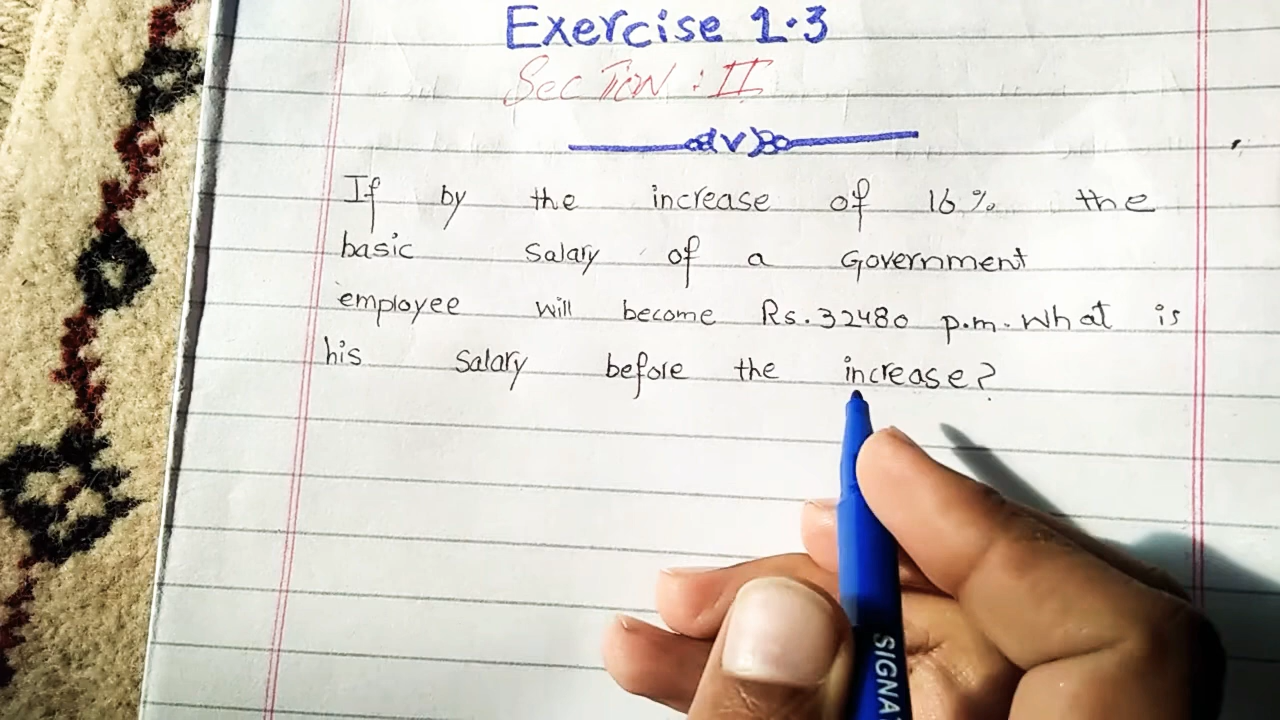 Exercise 1.3
Section : II
If by the increase of 16% the
basic salary of a Government
employee will become Rs. 32480 p.m. What is
his salary before the increase?
SIGNA